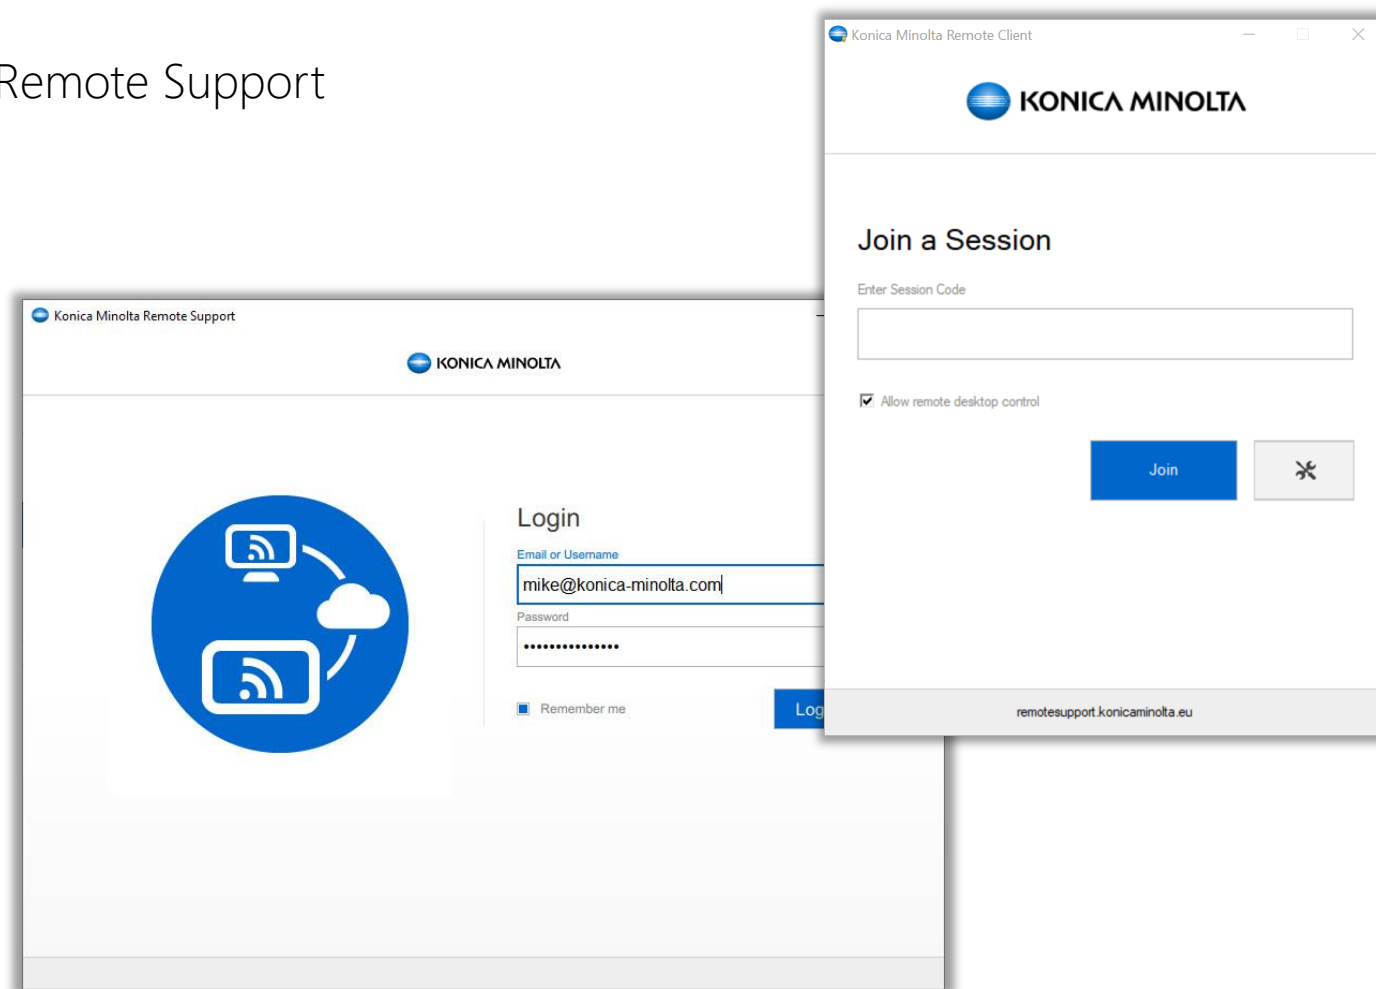 Remote Support
Konica Minolta Remote Client
KONICA MINOLTA
Join a Session
Enter Session Code
Allow remote desktop control
Join
remotesupport.konicaminolta.eu
Konica Minolta Remote Support
KONICA MINOLTA
Login
Email or Username
mike@konica-minolta.com
Password
•••••••••••••••
Remember me
Log